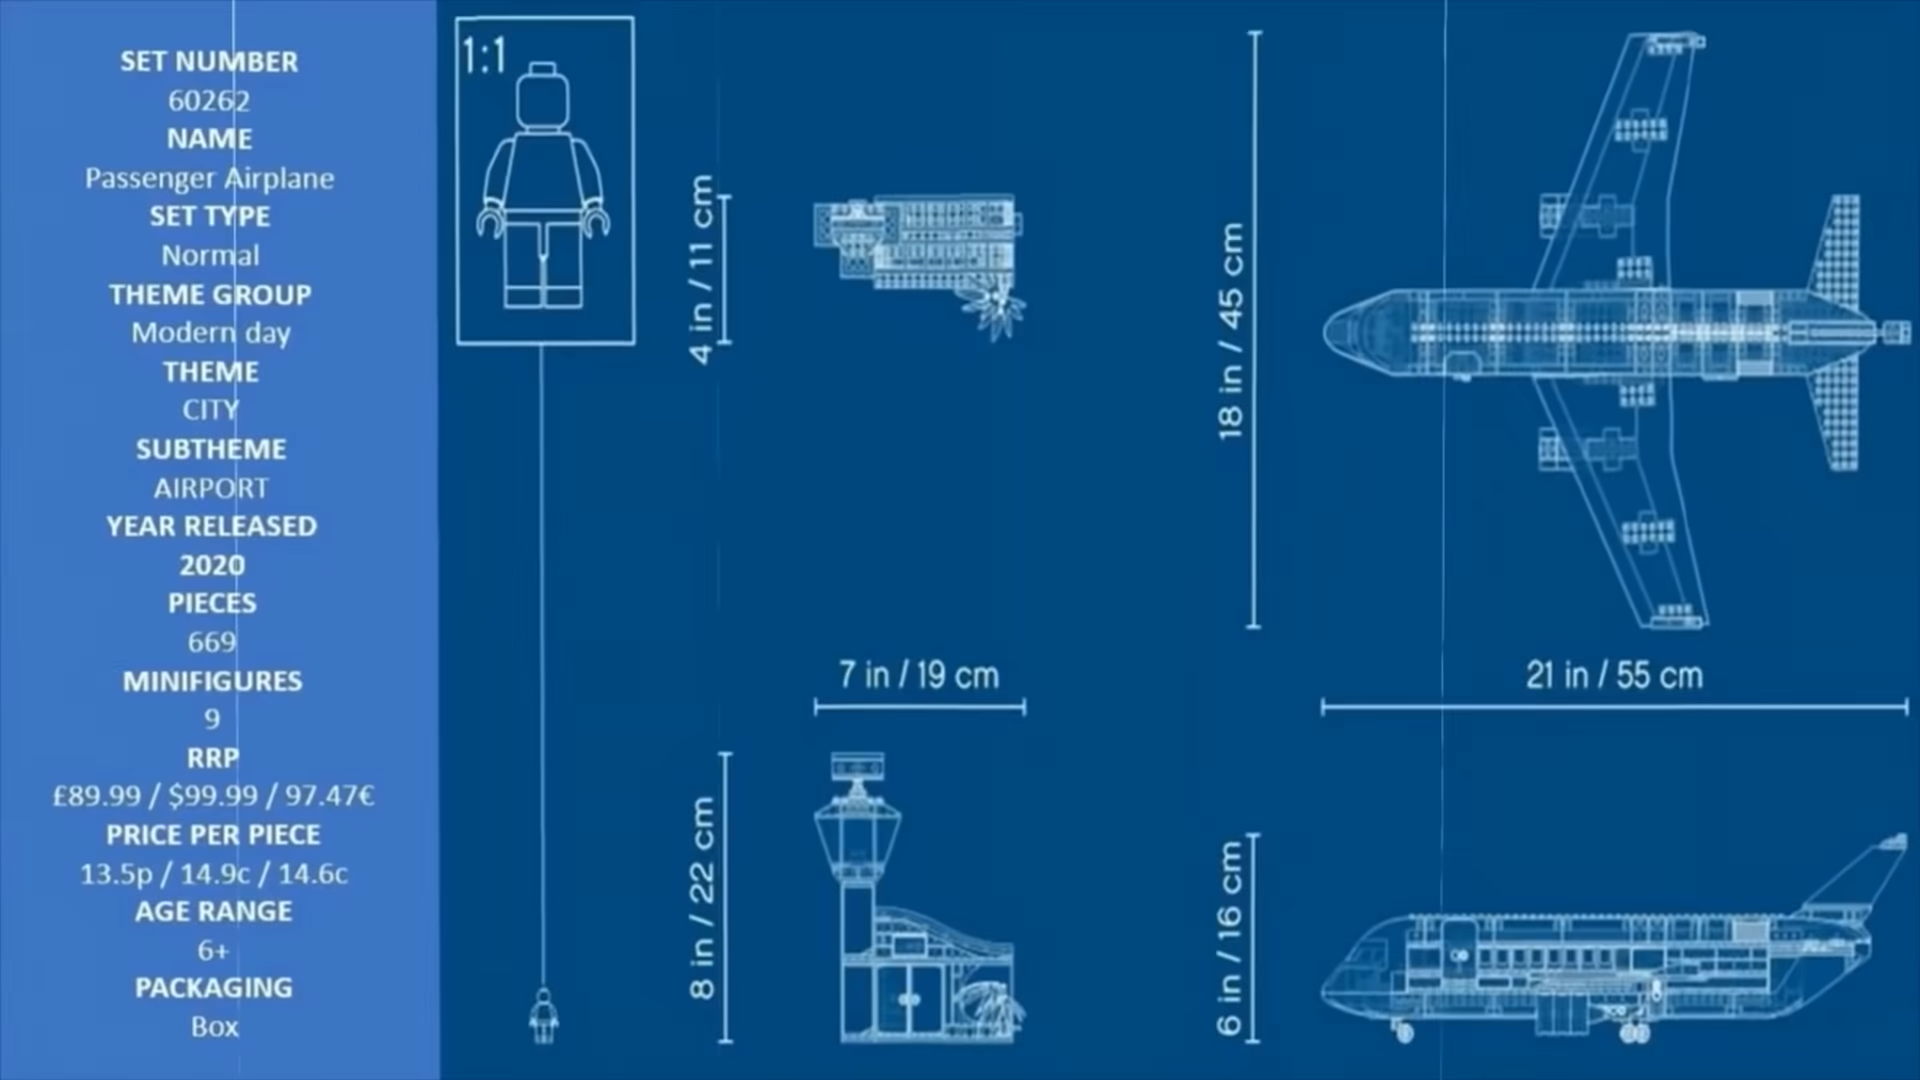 SET NUMBER
60262
NAME
Passenger Airplane
SET TYPE
Normal
THEME GROUP
Modern day
THEME
CITY
SUBTHEME
AIRPORT
YEAR RELEASED
2020
PIECES
669
MINIFIGURES
9
RRP
£89.99 / $99.99 / 97.47€
PRICE PER PIECE
13.5p / 14.9c / 14.6c
AGE RANGE
6+
PACKAGING
Box
1:1
4 in / 11 cm
18 in / 45 cm
7 in / 19 cm
21 in / 55 cm
8 in / 22 cm
6 in / 16 cm